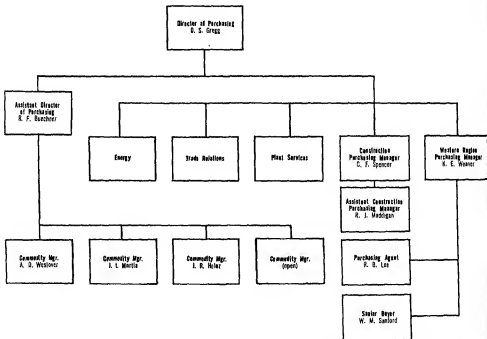 Director of Purchasing
D. S. Gregg
Assistant Director
of Purchasing
R. F. Buechner
Energy
Trade Relations
Plant Services
Construction
Purchasing Manager
C. F. Spencer
Western Region
Purchasing Manager
K. E. Weaver
Assistant Construction
Purchasing Manager
R. J. Maddigan
Commodity Mgr.
A. D. Westover
Commodity Mgr.
J. L. Mantia
Commodity Mgr.
J. R. Heinz
Commodity Mgr.
(open)
Purchasing Agent
R. B. Lee
Senior Buyer
W. M. Sanford